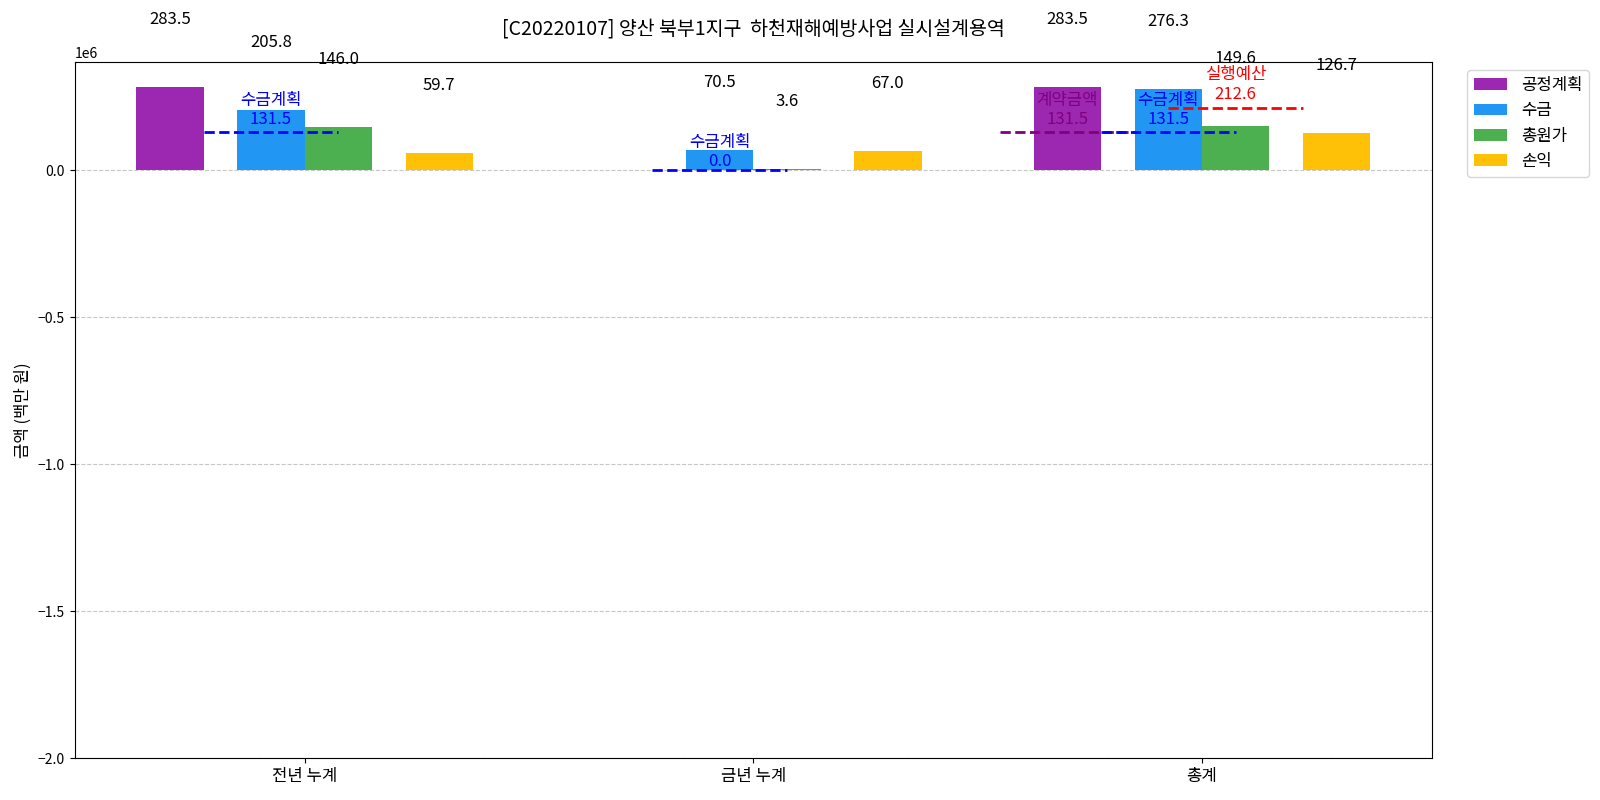 [C20220107] 양산 북부1지구  하천재해예방사업 실시설계용역
1e6
금액 (백만 원)
0.0
−0.5
−1.0
−1.5
−2.0
283.5
205.8
146.0
59.7
수금계획
131.5
70.5
3.6
67.0
수금계획
0.0
283.5
276.3
149.6
126.7
계약금액
131.5
수금계획
131.5
실행예산
212.6
전년 누계
금년 누계
총계
공정계획
수금
총원가
손익